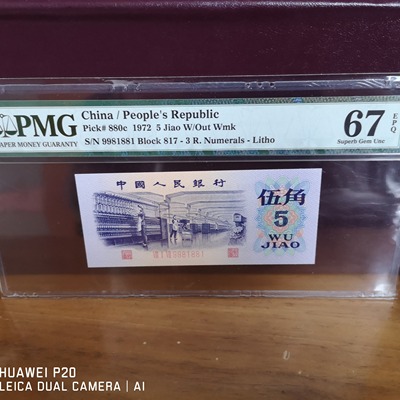 PMG
PAPER MONEY GUARANTY
China / People's Republic
Pick# 880c 1972 5 Jiao W/Out Wmk
S/N 9981881 Block 817 - 3 R. Numerals - Litho
67 EPQ
Superb Gem Unc
中国人民银行
伍角
5
WU
JIAO
9981881
HUAWEI P20
LEICA DUAL CAMERA | AI